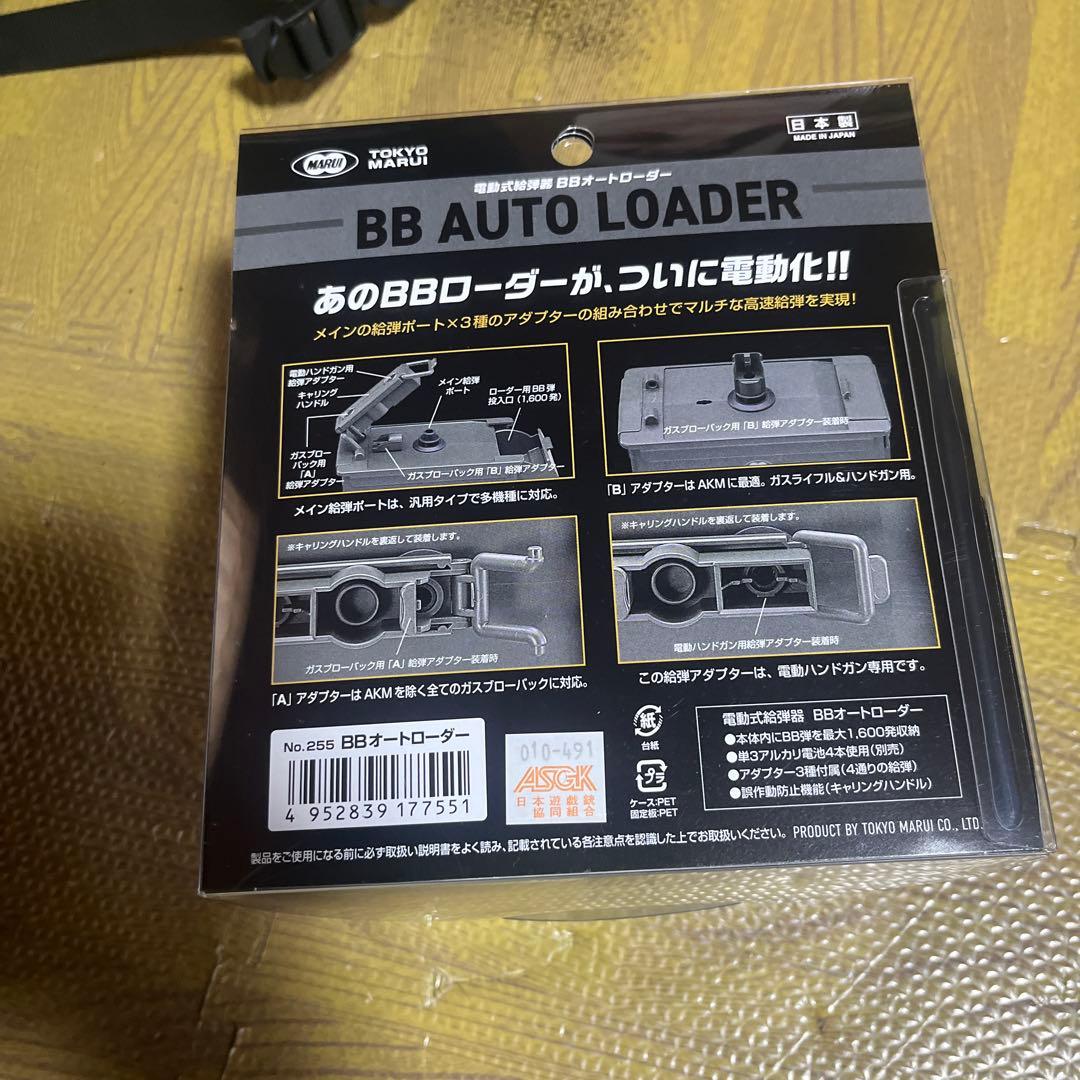 MARUI
TOKYO
MARUI
日本製
MADE IN JAPAN
電動式給弾器 BBオートローダー
BB AUTO LOADER
あのBBローダーが、ついに電動化!!
メインの給弾ポート×3種のアダプターの組み合わせでマルチな高速給弾を実現!
電動ハンドガン用
給弾アダプター
キャリング
ハンドル
メイン給弾
ポート
ローダー用BB弾
投入口(1,600発)
ガスブロー
バック用
「A」
給弾アダプター
ガスブローバック用「B」給弾アダプター
メイン給弾ポートは、汎用タイプで多機種に対応。
ガスブローバック用「B」給弾アダプター装着時
「B」アダプターはAKMに最適。ガスライフル&ハンドガン用。
※キャリングハンドルを裏返して装着します。
ガスブローバック用「A」給弾アダプター装着時
「A」アダプターはAKMを除く全てのガスブローバックに対応。
※キャリングハンドルを裏返して装着します。
電動ハンドガン用給弾アダプター装着時
この給弾アダプターは、電動ハンドガン専用です。
No.255 BBオートローダー
4 952839 177551
010-491
ASGK
日本遊戯銃
協同組合
紙
台紙
プラ
ケース:PET
固定板:PET
電動式給弾器 BBオートローダー
●本体内にBB弾を最大1,600発収納
●単3アルカリ電池4本使用(別売)
●アダプター3種付属(4通りの給弾)
●誤作動防止機能(キャリングハンドル)
製品をご使用になる前に必ず取扱い説明書をよく読み、記載されている各注意点を認識した上でお取扱いください。 PRODUCT BY TOKYO MARUI CO., LTD.